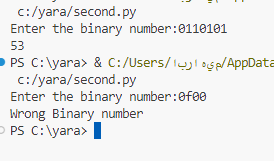 c:/yara/second.py
Enter the binary number:0110101
53
PS C:\yara> & C:/Users/ابراهيم/AppData
c:/yara/second.py
Enter the binary number:0f00
Wrong Binary number
PS C:\yara>